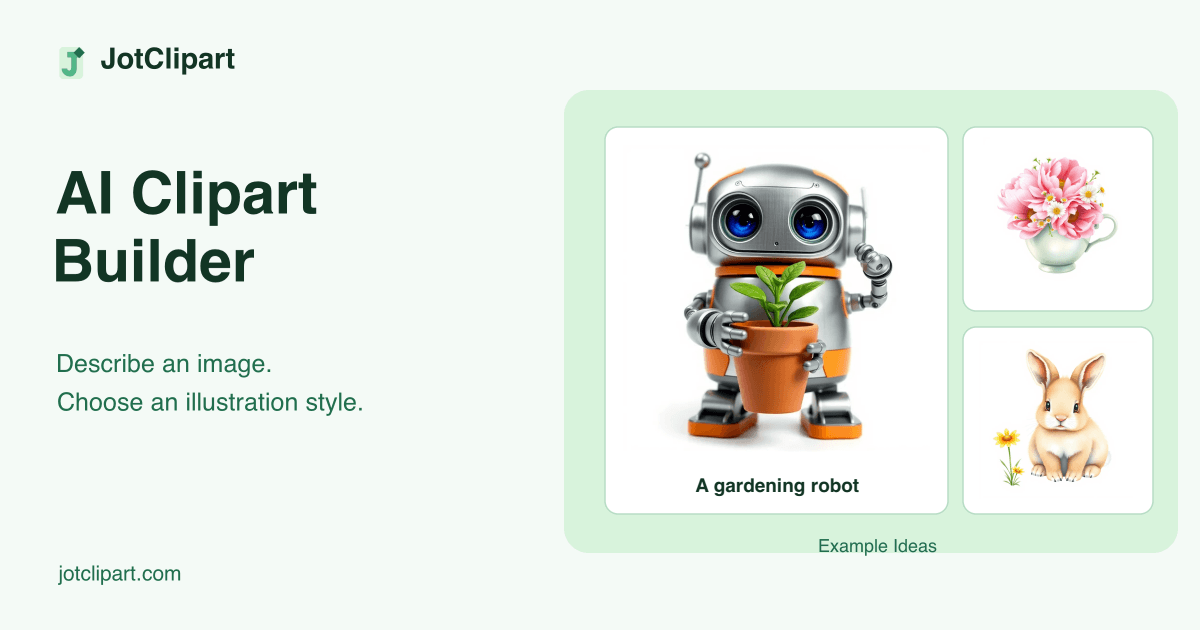 JotClipart
AI Clipart
Builder
Describe an image.
Choose an illustration style.
jotclipart.com
A gardening robot
Example Ideas